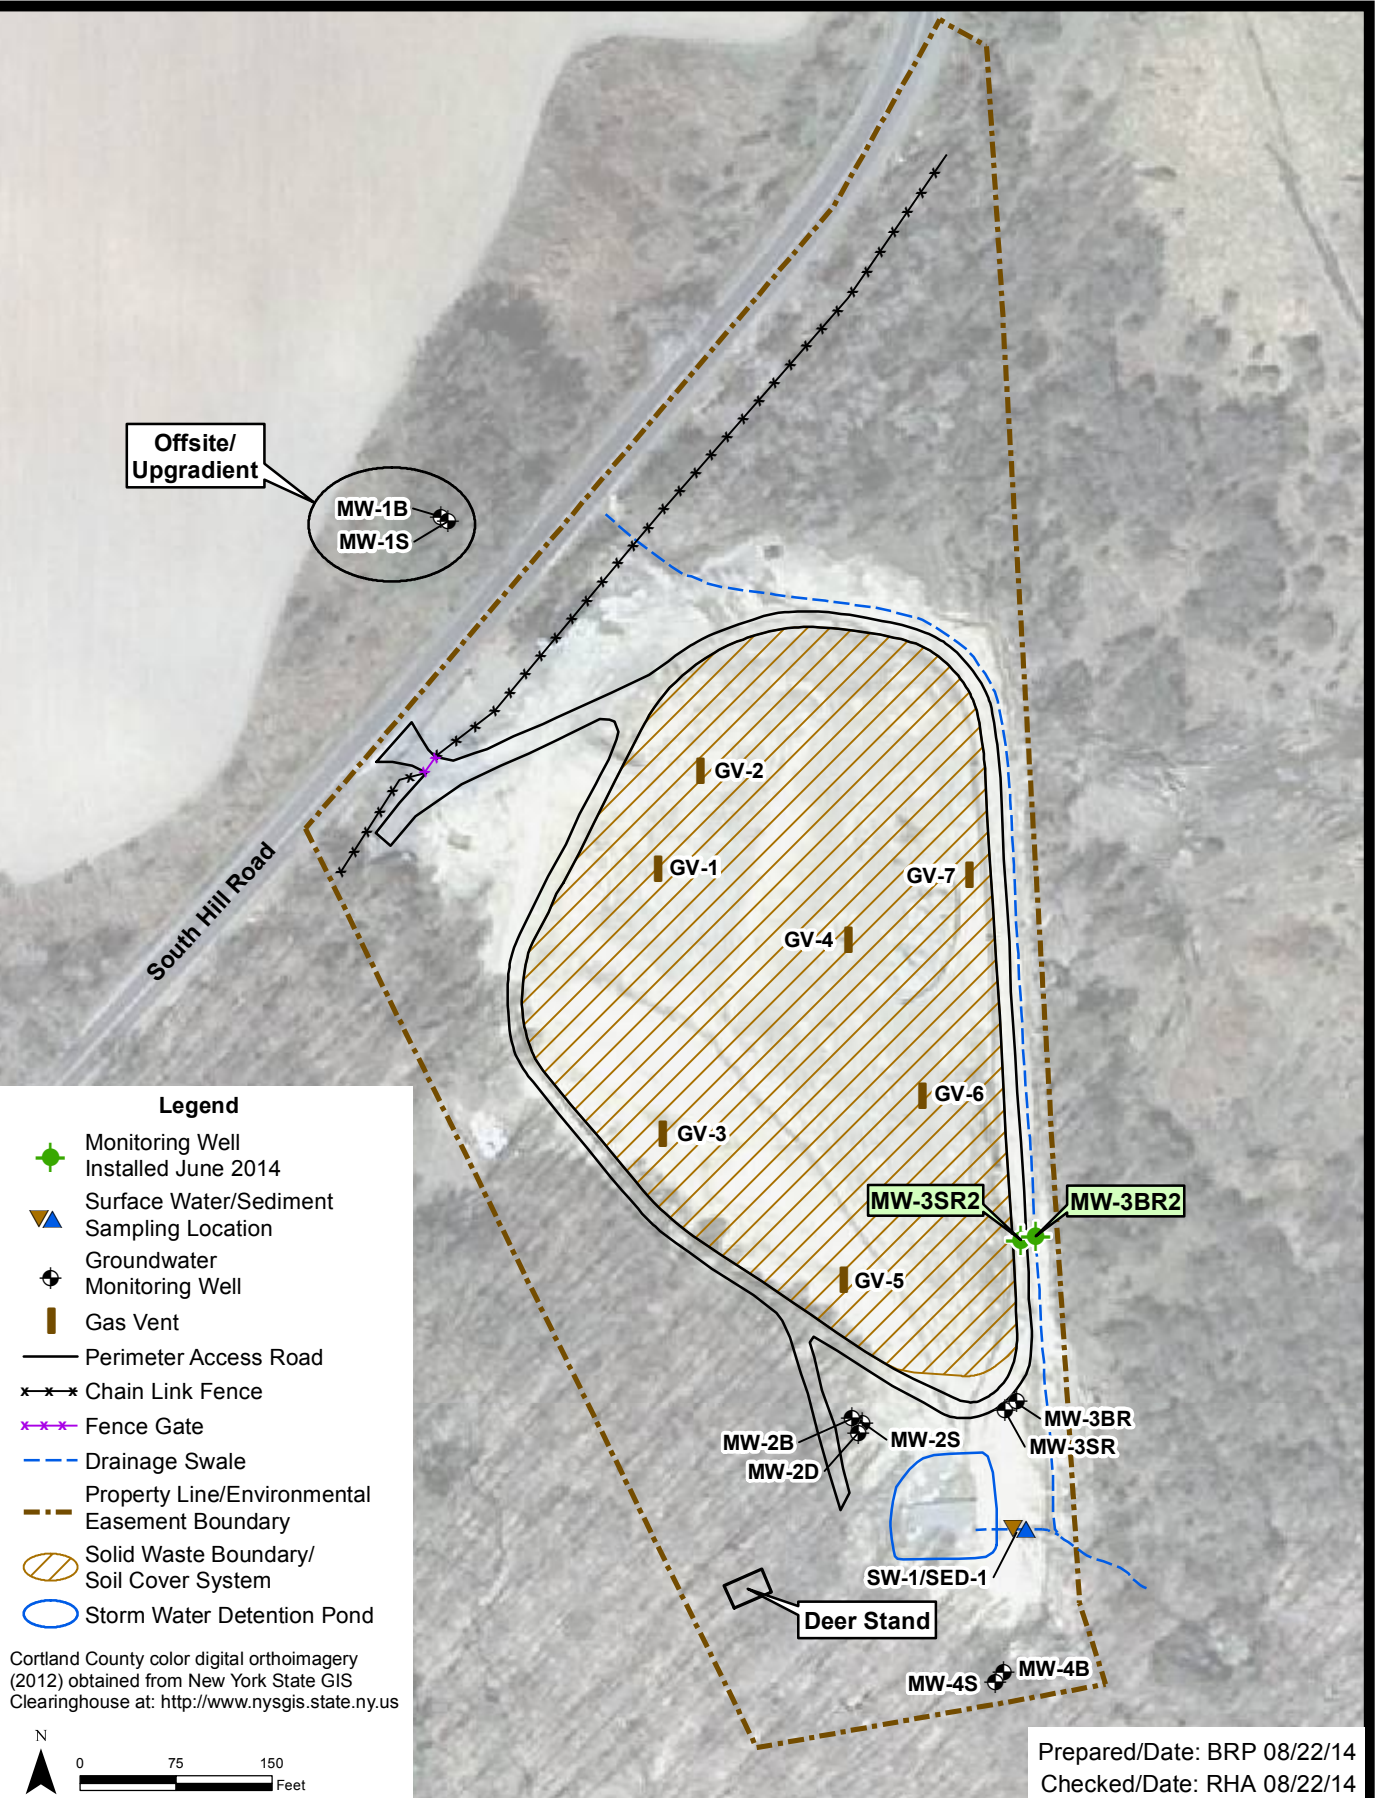 Offsite/
Upgradient
MW-1B
MW-1S
GV-2
GV-1
GV-7
GV-4
South Hill Road
GV-6
GV-3
MW-3SR2
MW-3BR2
GV-5
MW-3BR
MW-2B
MW-2S
MW-3SR
MW-2D
SW-1/SED-1
Deer Stand
MW-4B
MW-4S
Legend
Monitoring Well
Installed June 2014
Surface Water/Sediment
Sampling Location
Groundwater
Monitoring Well
Gas Vent
Perimeter Access Road
Chain Link Fence
Fence Gate
Drainage Swale
Property Line/Environmental
Easement Boundary
Solid Waste Boundary/
Soil Cover System
Storm Water Detention Pond
Cortland County color digital orthoimagery
(2012) obtained from New York State GIS
Clearinghouse at: http://www.nysgis.state.ny.us
N
0 75 150
Feet
Prepared/Date: BRP 08/22/14
Checked/Date: RHA 08/22/14